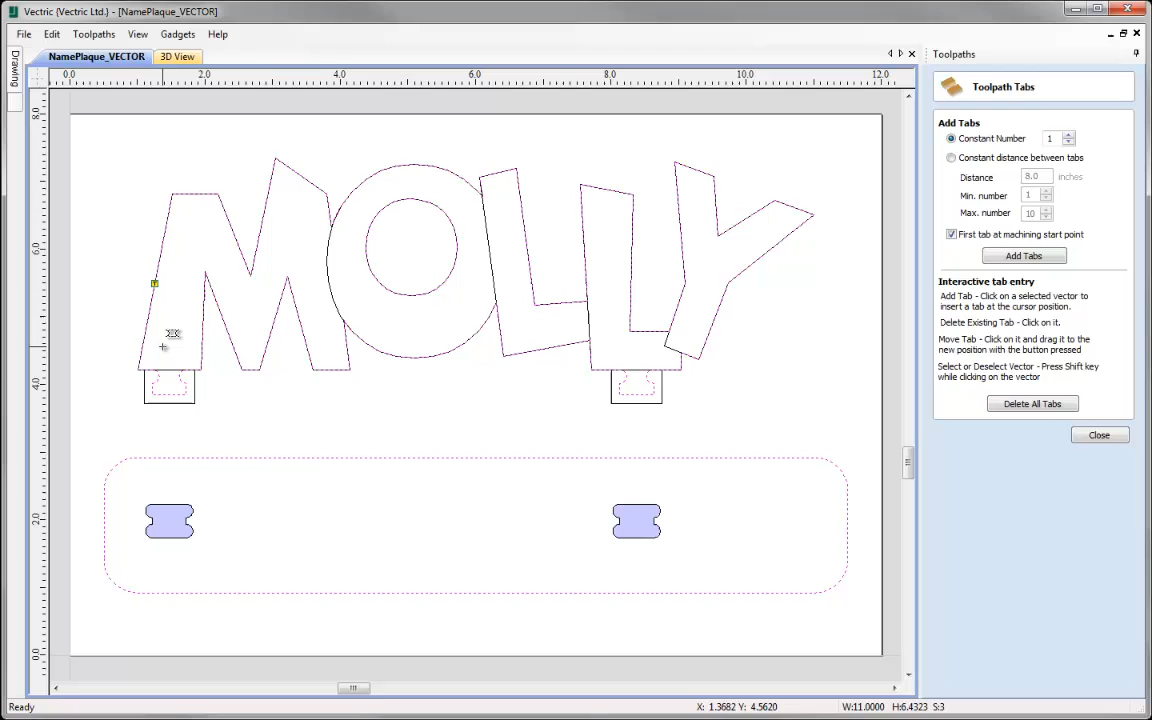 Vectric {Vectric Ltd.} - [NamePlaque_VECTOR]
File Edit Toolpaths View Gadgets Help
Drawing
NamePlaque_VECTOR 3D View
0.0 2.0 4.0 6.0 8.0 10.0 12.0
8.0
6.0
4.0
2.0
0.0
MOLLY
T
Toolpaths
Toolpath Tabs
Add Tabs
Constant Number 1
Constant distance between tabs
Distance 8.0 inches
Min. number 1
Max. number 10
First tab at machining start point
Add Tabs
Interactive tab entry
Add Tab - Click on a selected vector to
insert a tab at the cursor position.
Delete Existing Tab - Click on it.
Move Tab - Click on it and drag it to the
new position with the button pressed
Select or Deselect Vector - Press Shift key
while clicking on the vector
Delete All Tabs
Close
Ready X: 1.3682 Y: 4.5620 W:11.0000 H:6.4323 S:3